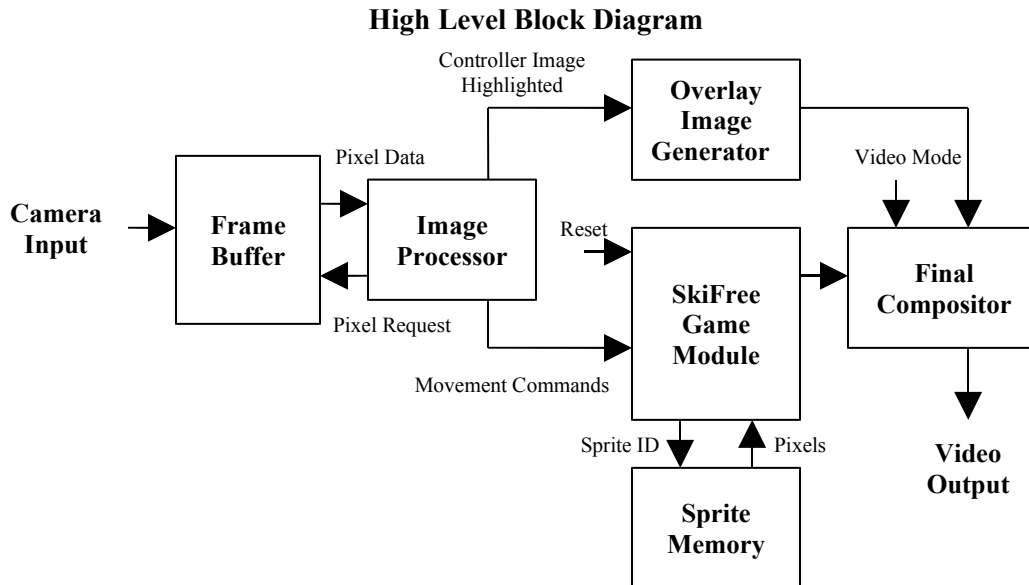 High Level Block Diagram
Controller Image
Highlighted
Overlay
Image
Generator
Pixel Data
Video Mode
Camera
Input
Frame
Buffer
Image
Processor
Reset
SkiFree
Game
Module
Final
Compositor
Pixel Request
Movement Commands
Sprite ID
Pixels
Video
Output
Sprite
Memory